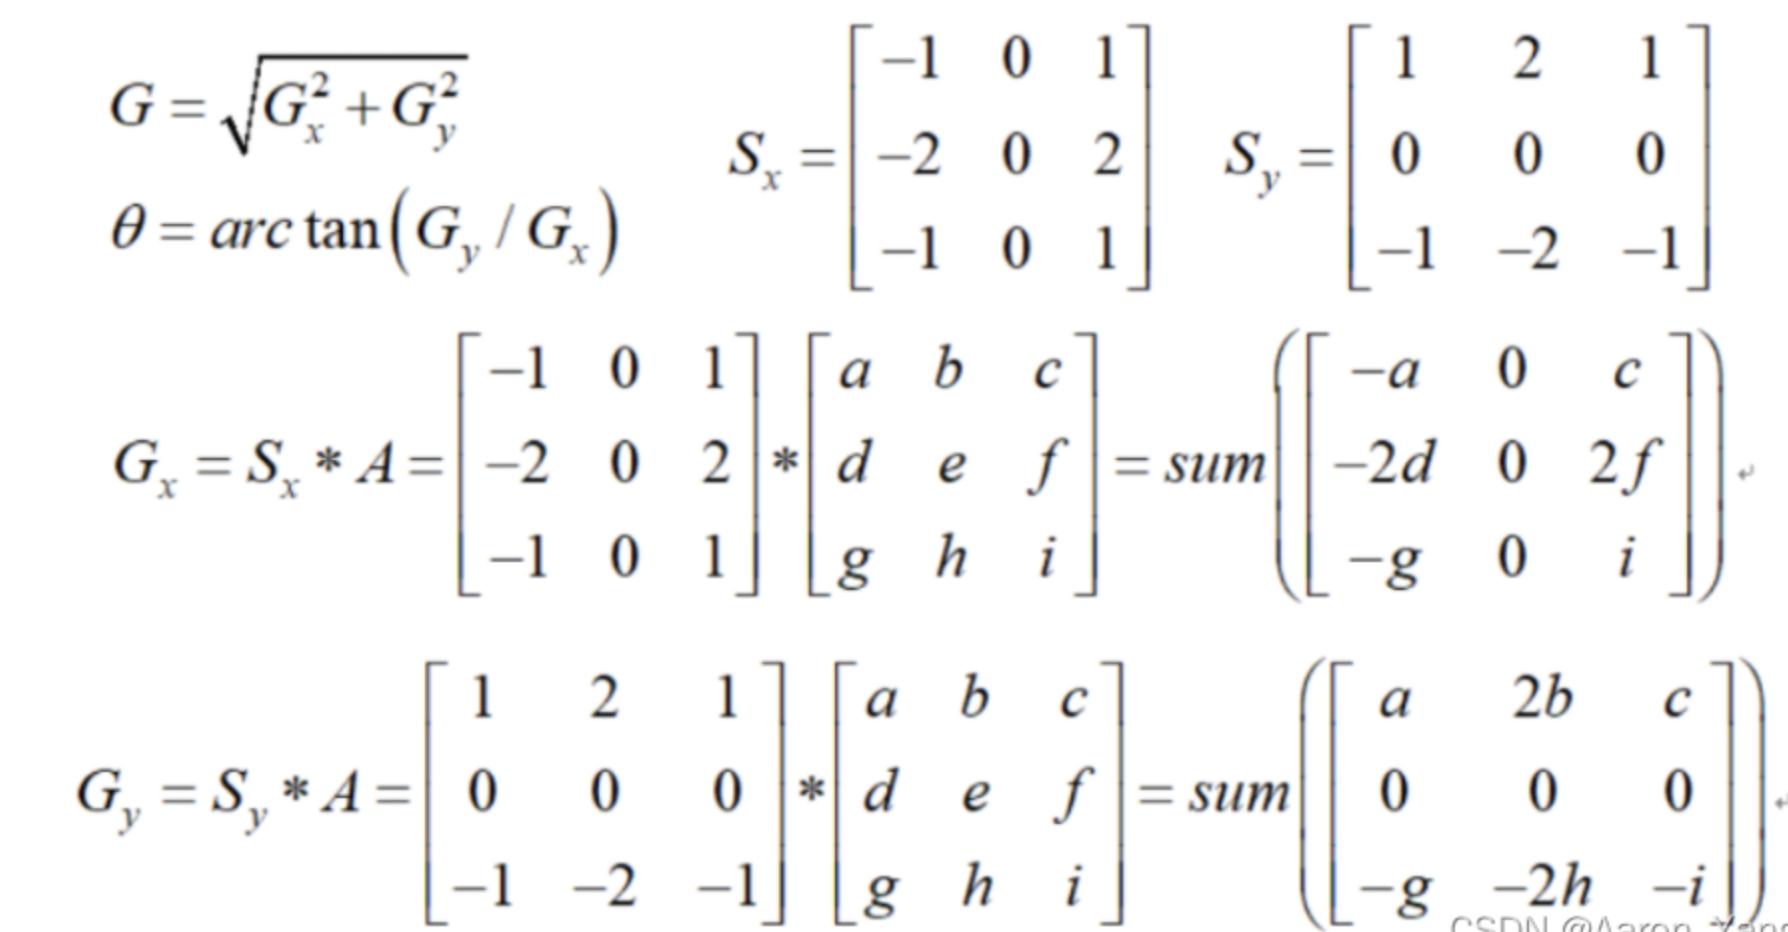 G = √(G_x^2 + G_y^2)
θ = arc tan(G_y / G_x)
S_x = [−1 0 1; −2 0 2; −1 0 1] S_y = [1 2 1; 0 0 0; −1 −2 −1]
G_x = S_x * A = [−1 0 1; −2 0 2; −1 0 1] * [a b c; d e f; g h i] = sum([−a 0 c; −2d 0 2f; −g 0 i]) ↵
G_y = S_y * A = [1 2 1; 0 0 0; −1 −2 −1] * [a b c; d e f; g h i] = sum([a 2b c; 0 0 0; −g −2h −i]) ↵
CSDN @Aaron_Yang